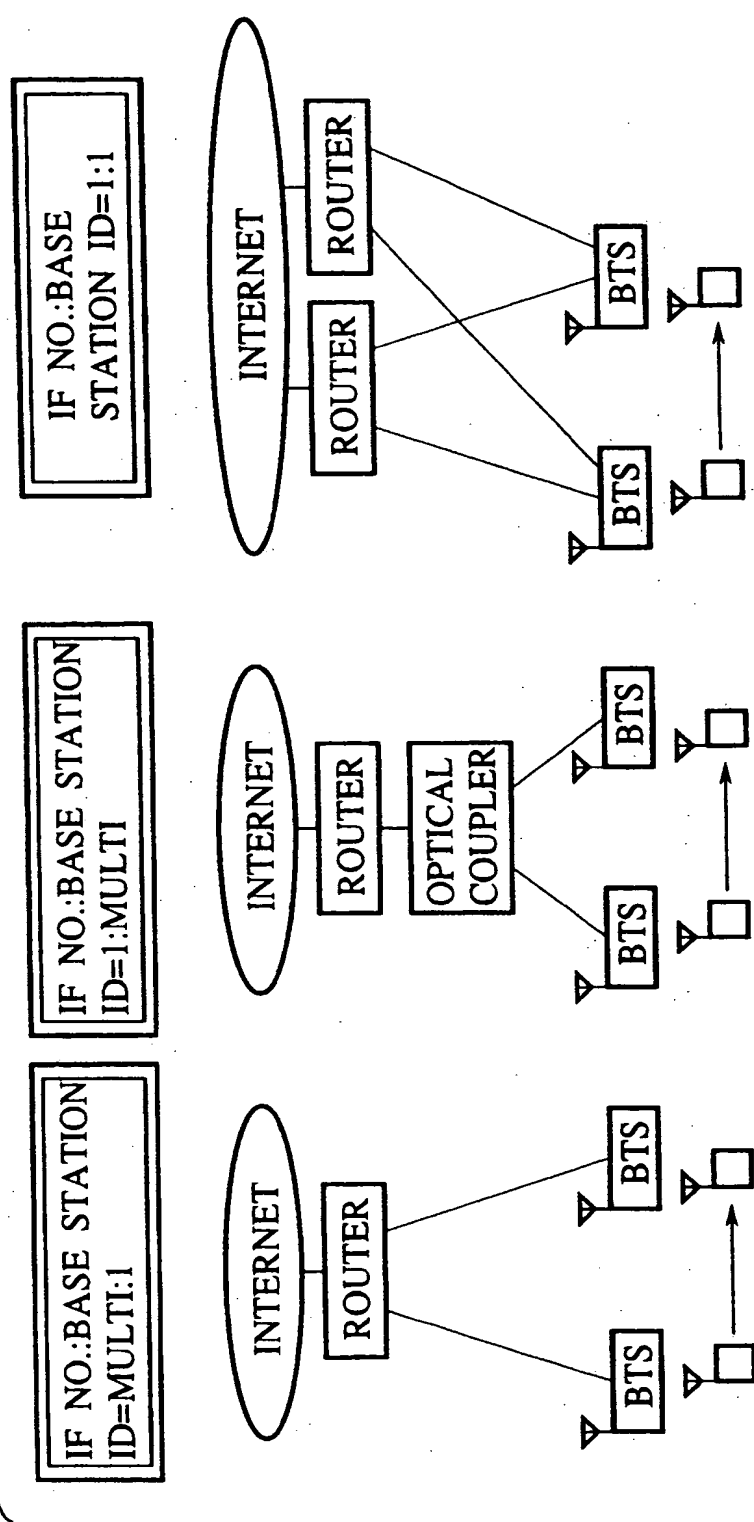 IF NO.:BASE STATION
ID=MULTI:1
INTERNET
ROUTER
BTS
BTS
IF NO.:BASE STATION
ID=1:MULTI
INTERNET
ROUTER
OPTICAL
COUPLER
BTS
BTS
IF NO.:BASE
STATION ID=1:1
INTERNET
ROUTER
ROUTER
BTS
BTS